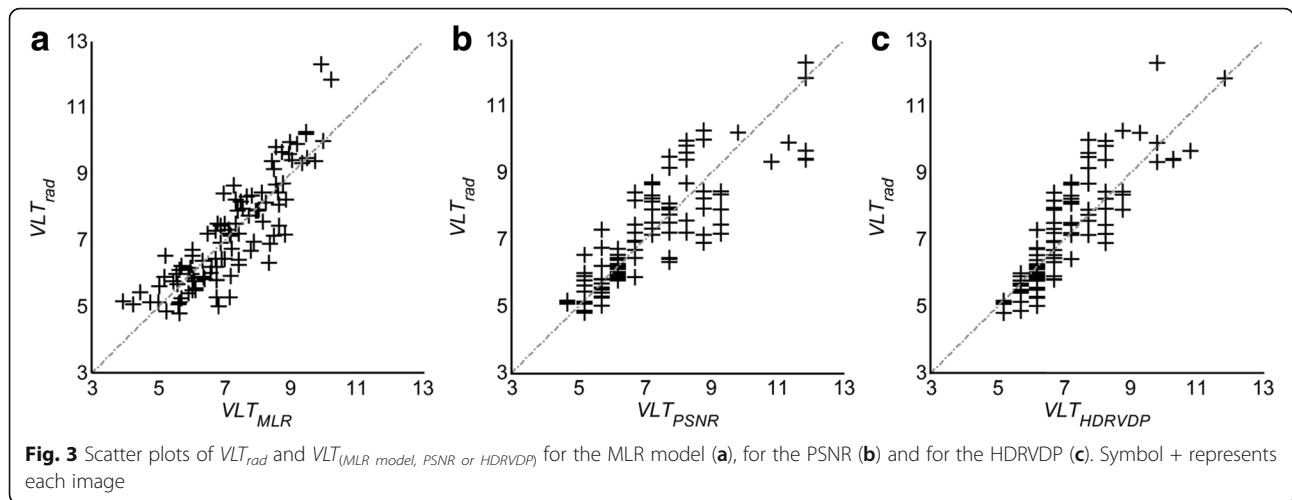 a
13
11
9
7
5
3
VLT_rad
3 5 7 9 11 13
VLT_MLR
b
13
11
9
7
5
3
VLT_rad
3 5 7 9 11 13
VLT_PSNR
c
13
11
9
7
5
3
VLT_rad
3 5 7 9 11 13
VLT_HDRVDP
Fig. 3 Scatter plots of VLT_rad and VLT_(MLR model, PSNR or HDRVDP) for the MLR model (a), for the PSNR (b) and for the HDRVDP (c). Symbol + represents
each image